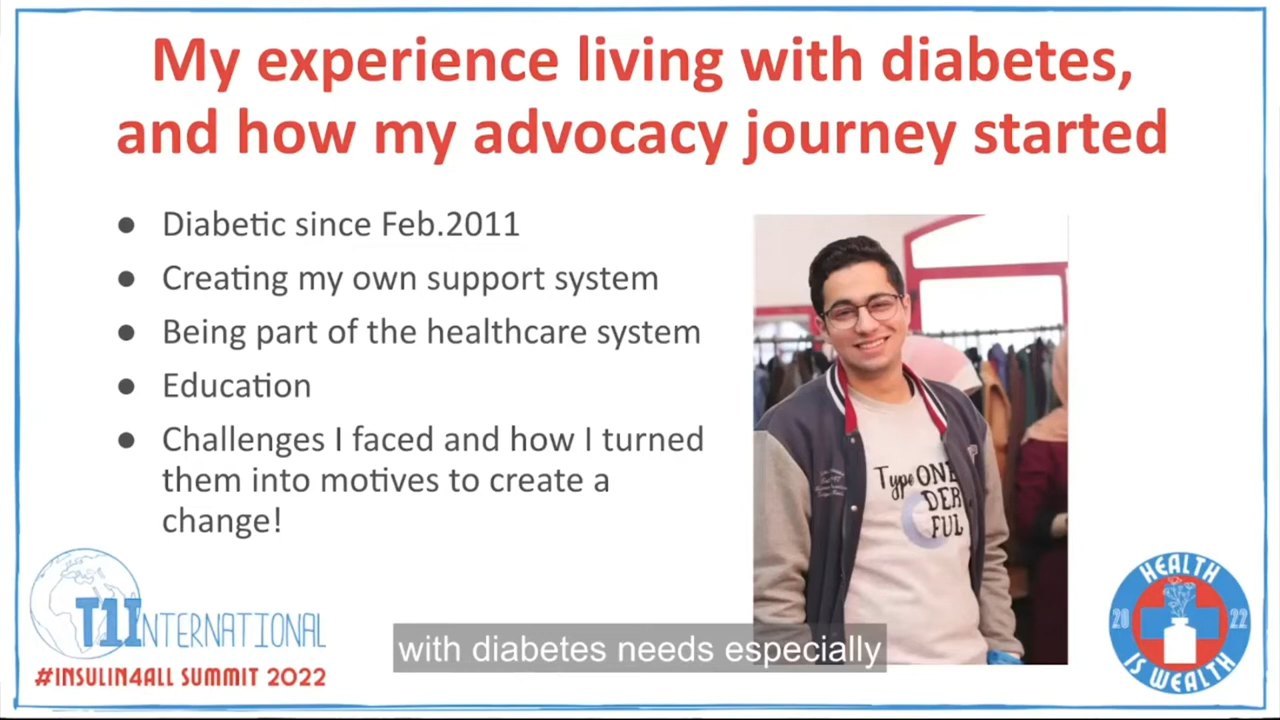 My experience living with diabetes,
and how my advocacy journey started
● Diabetic since Feb.2011
● Creating my own support system
● Being part of the healthcare system
● Education
● Challenges I faced and how I turned
them into motives to create a
change!
Type ONE
DER
FUL
T1INTERNATIONAL
#INSULIN4ALL SUMMIT 2022
with diabetes needs especially
HEALTH
20 22
IS WEALTH